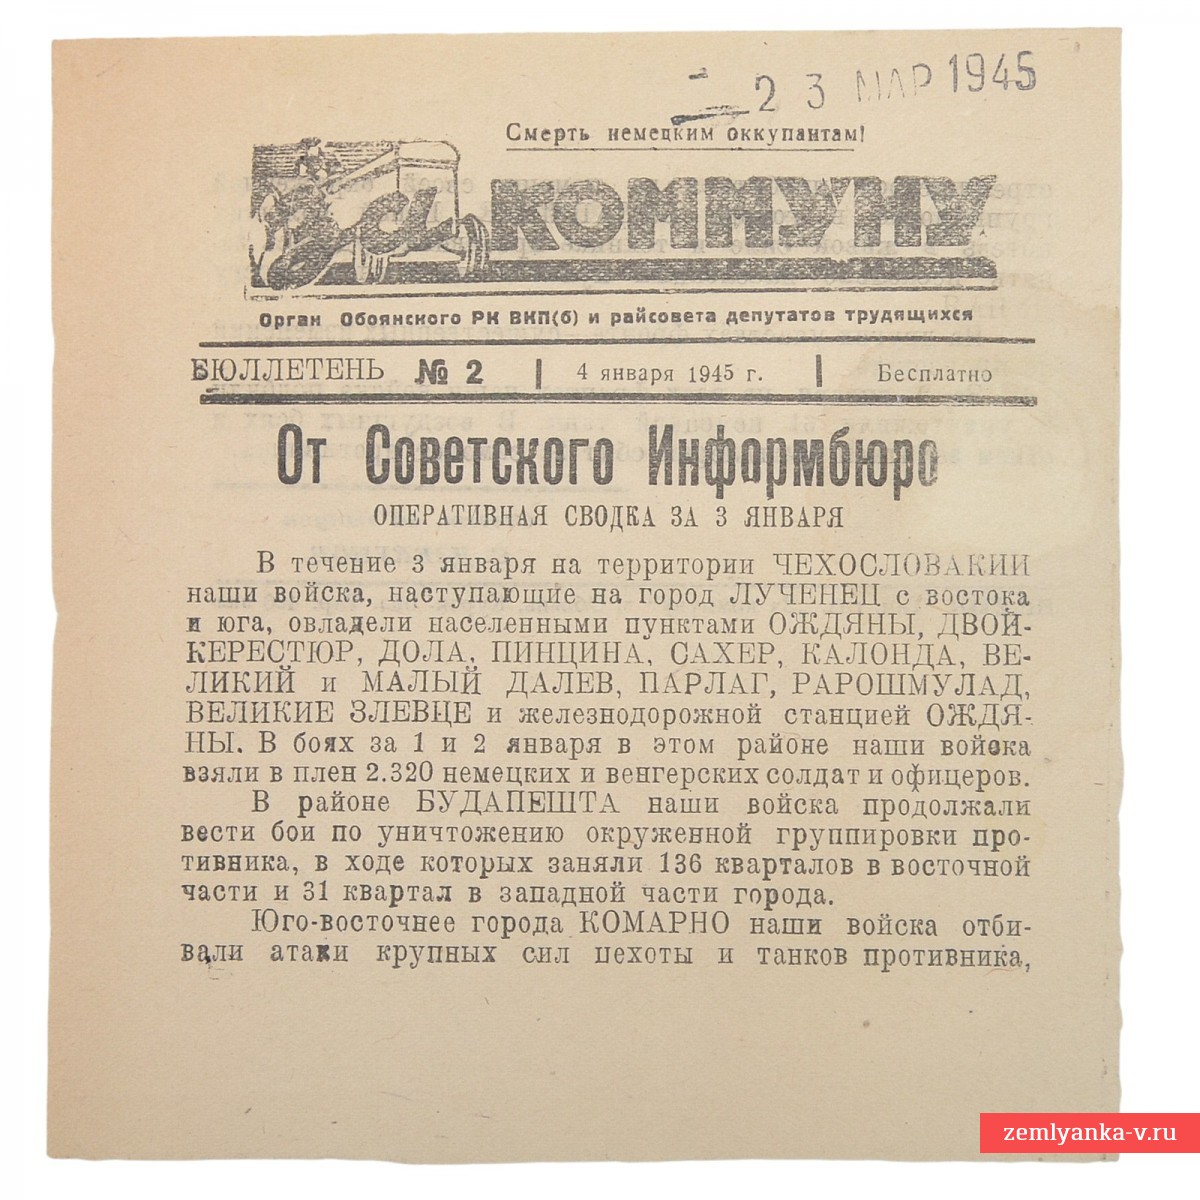 23 МАР 1945
Смерть немецким оккупантам!
За КОММУНУ
Орган Обоянского РК ВКП(б) и райсовета депутатов трудящихся
БЮЛЛЕТЕНЬ № 2 | 4 января 1945 г. | Бесплатно
От Советского Информбюро
ОПЕРАТИВНАЯ СВОДКА ЗА 3 ЯНВАРЯ
В течение 3 января на территории ЧЕХОСЛОВАКИИ
наши войска, наступающие на город ЛУЧЕНЕЦ с востока
и юга, овладели населенными пунктами ОЖДЯНЫ, ДВОЙ-
КЕРЕСТЮР, ДОЛА, ПИНЦИНА, САХЕР, КАЛОНДА, ВЕ-
ЛИКИЙ и МАЛЫЙ ДАЛЕВ, ПАРЛАГ, РАРОШМУЛАД,
ВЕЛИКИЕ ЗЛЕВЦЕ и железнодорожной станцией ОЖДЯ-
НЫ. В боях за 1 и 2 января в этом районе наши войска
взяли в плен 2.320 немецких и венгерских солдат и офицеров.
В районе БУДАПЕШТА наши войска продолжали
вести бои по уничтожению окруженной группировки про-
тивника, в ходе которых заняли 136 кварталов в восточной
части и 31 квартал в западной части города.
Юго-восточнее города КОМАРНО наши войска отби-
вали атаки крупных сил пехоты и танков противника,
zemlyanka-v.ru